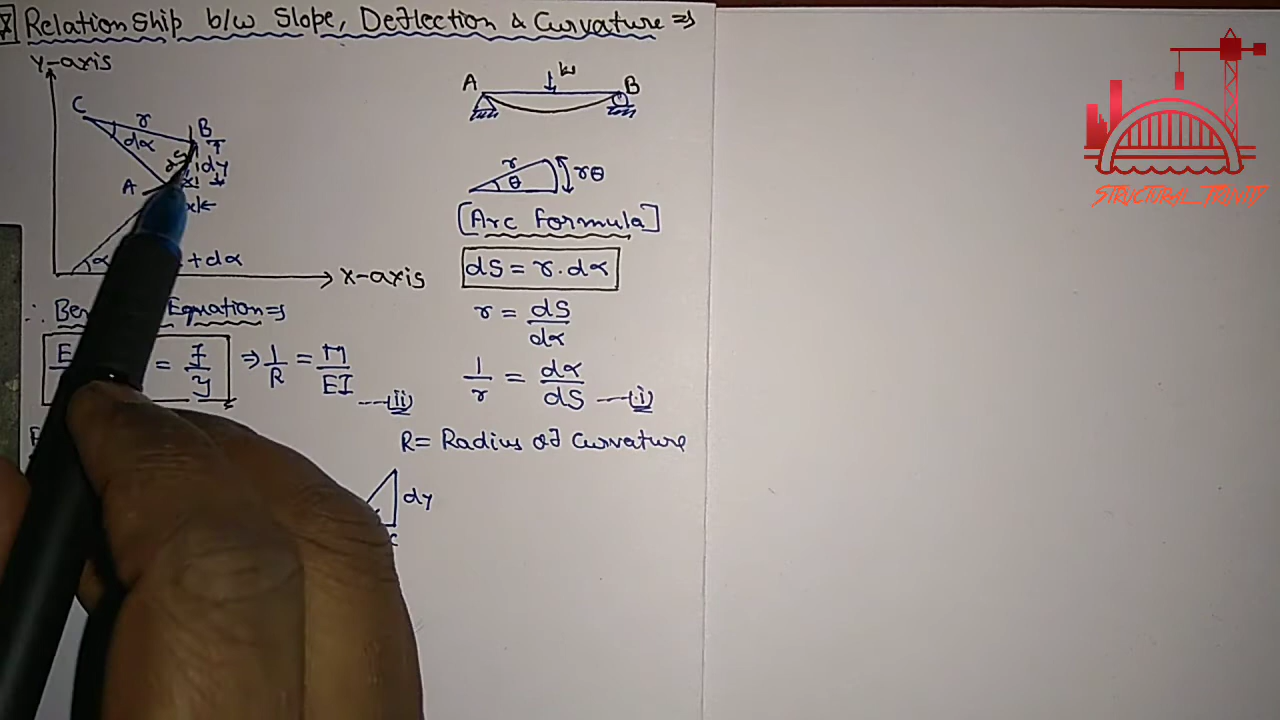 Relationship b/w Slope, Deflection & Curvature ⇒
Y-axis
C
r
dα
B
dS
dy
A
α
+dα
X-axis
A
w
B
r
θ
rθ
[Arc Formula]
dS = r.dα
r = dS/dα
1/r = dα/dS ---(i)
∴ Equation ⇒
= f/y ⇒ 1/R = M/EI ---(ii)
R = Radius of Curvature
dy
STRUCTURAL_TRINITY